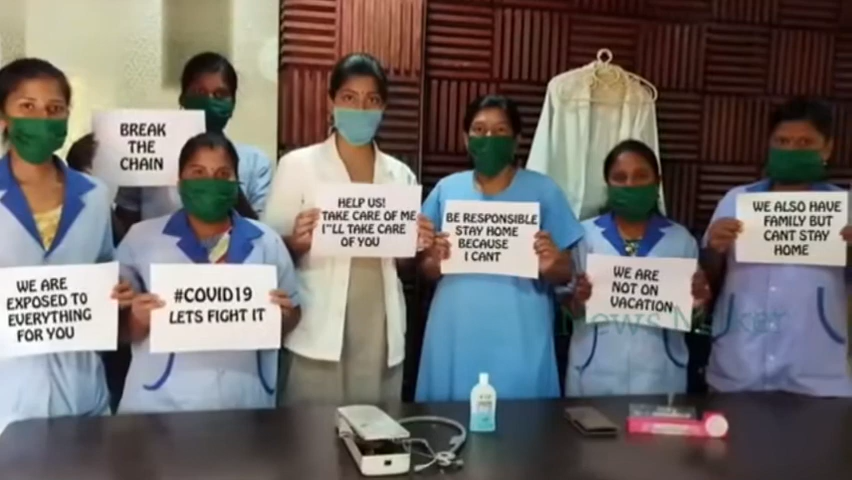 BREAK
THE
CHAIN
WE ARE
EXPOSED TO
EVERYTHING
FOR YOU
#COVID19
LETS FIGHT IT
HELP US!
TAKE CARE OF ME
I"LL TAKE CARE
OF YOU
BE RESPONSIBLE
STAY HOME
BECAUSE
I CANT
WE ARE
NOT ON
VACATION
WE ALSO HAVE
FAMILY BUT
CANT STAY
HOME
News Maker